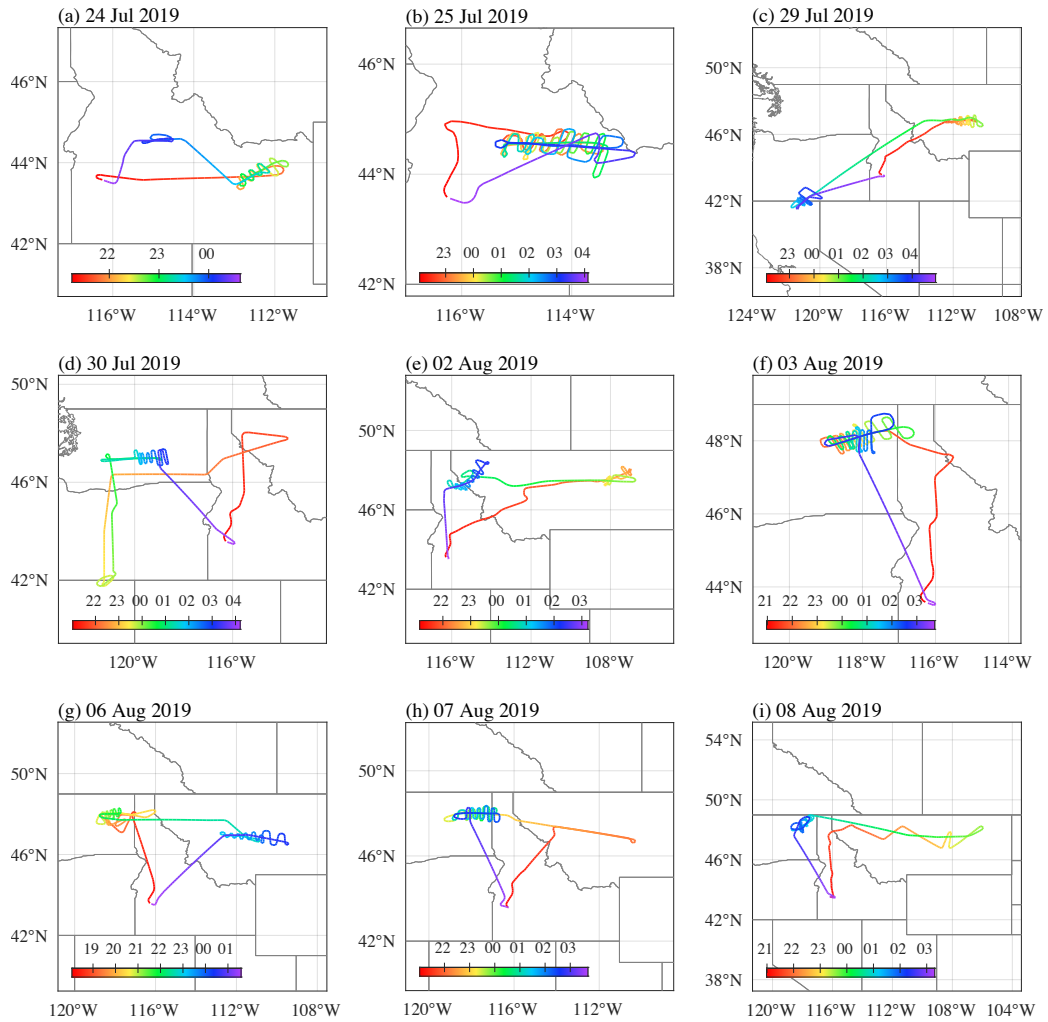 (a) 24 Jul 2019
46°N
44°N
42°N
22 23 00
116°W 114°W 112°W
(b) 25 Jul 2019
46°N
44°N
42°N
23 00 01 02 03 04
116°W 114°W
(c) 29 Jul 2019
50°N
46°N
42°N
38°N
23 00 01 02 03 04
124°W 120°W 116°W 112°W 108°W
(d) 30 Jul 2019
50°N
46°N
42°N
22 23 00 01 02 03 04
120°W 116°W
(e) 02 Aug 2019
50°N
46°N
42°N
22 23 00 01 02 03
116°W 112°W 108°W
(f) 03 Aug 2019
48°N
46°N
44°N
21 22 23 00 01 02 03
120°W 118°W 116°W 114°W
(g) 06 Aug 2019
50°N
46°N
42°N
19 20 21 22 23 00 01
120°W 116°W 112°W 108°W
(h) 07 Aug 2019
50°N
46°N
42°N
22 23 00 01 02 03
120°W 116°W 112°W
(i) 08 Aug 2019
54°N
50°N
46°N
42°N
38°N
21 22 23 00 01 02 03
120°W 116°W 112°W 108°W 104°W